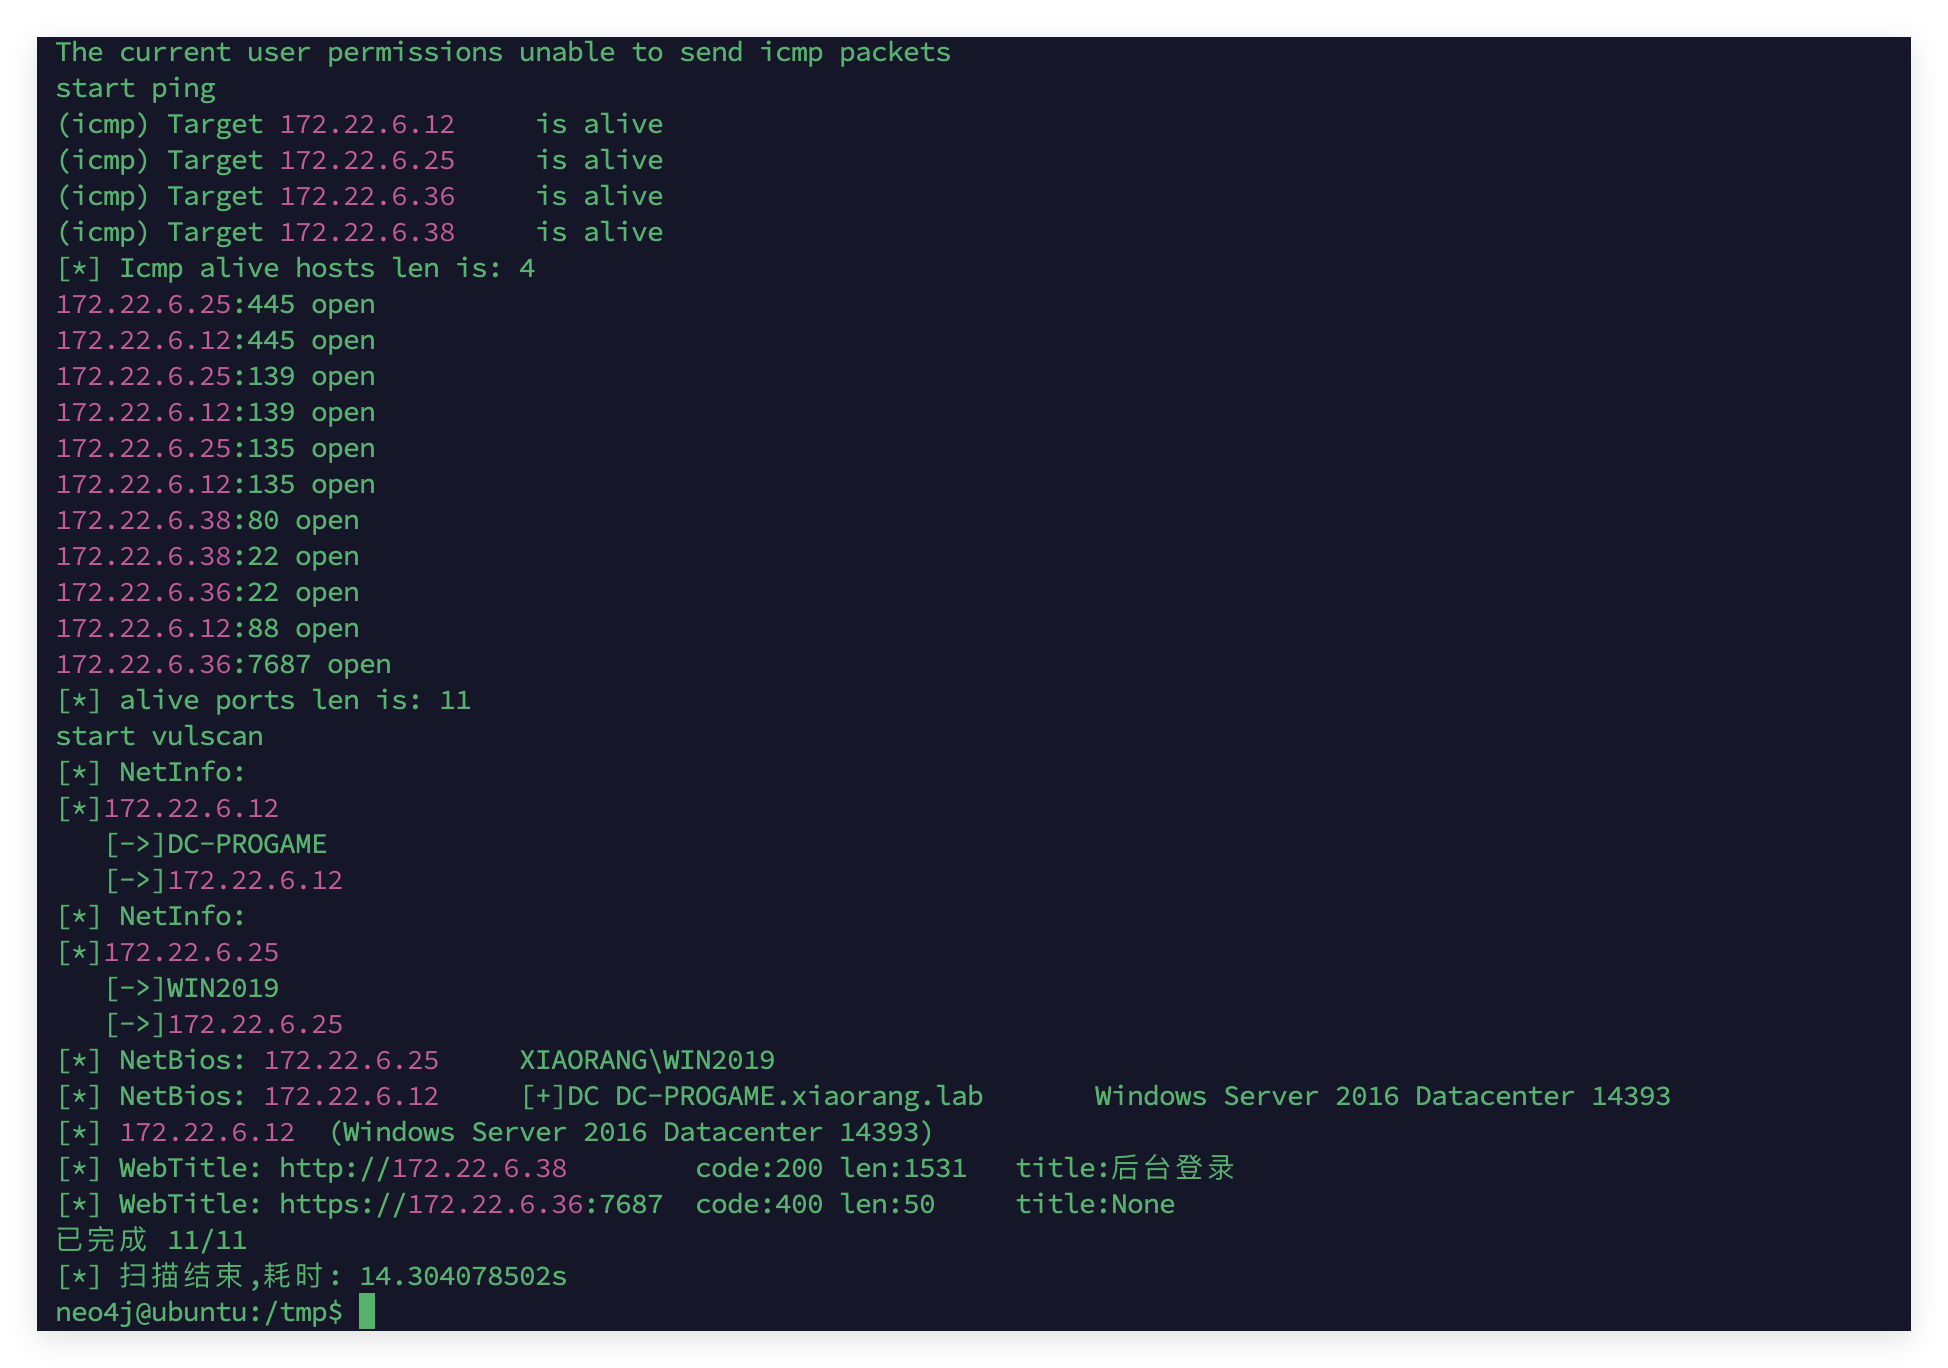 The current user permissions unable to send icmp packets
start ping
(icmp) Target 172.22.6.12     is alive
(icmp) Target 172.22.6.25     is alive
(icmp) Target 172.22.6.36     is alive
(icmp) Target 172.22.6.38     is alive
[*] Icmp alive hosts len is: 4
172.22.6.25:445 open
172.22.6.12:445 open
172.22.6.25:139 open
172.22.6.12:139 open
172.22.6.25:135 open
172.22.6.12:135 open
172.22.6.38:80 open
172.22.6.38:22 open
172.22.6.36:22 open
172.22.6.12:88 open
172.22.6.36:7687 open
[*] alive ports len is: 11
start vulscan
[*] NetInfo:
[*]172.22.6.12
   [->]DC-PROGAME
   [->]172.22.6.12
[*] NetInfo:
[*]172.22.6.25
   [->]WIN2019
   [->]172.22.6.25
[*] NetBios: 172.22.6.25     XIAORANG\WIN2019
[*] NetBios: 172.22.6.12     [+]DC DC-PROGAME.xiaorang.lab       Windows Server 2016 Datacenter 14393
[*] 172.22.6.12  (Windows Server 2016 Datacenter 14393)
[*] WebTitle: http://172.22.6.38        code:200 len:1531   title:后台登录
[*] WebTitle: https://172.22.6.36:7687  code:400 len:50     title:None
已完成 11/11
[*] 扫描结束,耗时: 14.304078502s
neo4j@ubuntu:/tmp$